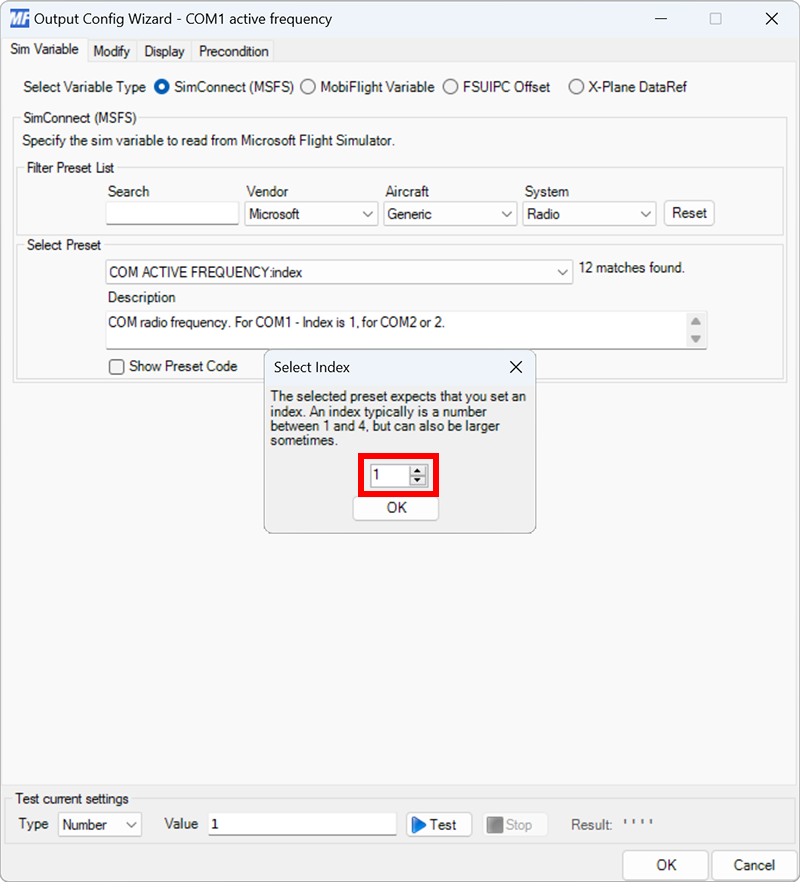 MF Output Config Wizard - COM1 active frequency
Sim Variable Modify Display Precondition
Select Variable Type SimConnect (MSFS) MobiFlight Variable FSUIPC Offset X-Plane DataRef
SimConnect (MSFS)
Specify the sim variable to read from Microsoft Flight Simulator.
Filter Preset List
Search Vendor Aircraft System
Microsoft Generic Radio Reset
Select Preset
COM ACTIVE FREQUENCY:index 12 matches found.
Description
COM radio frequency. For COM1 - Index is 1, for COM2 or 2.
Show Preset Code
Select Index
The selected preset expects that you set an
index. An index typically is a number
between 1 and 4, but can also be larger
sometimes.
1
OK
Test current settings
Type Number Value 1 Test Stop Result: ' ' ' '
OK Cancel